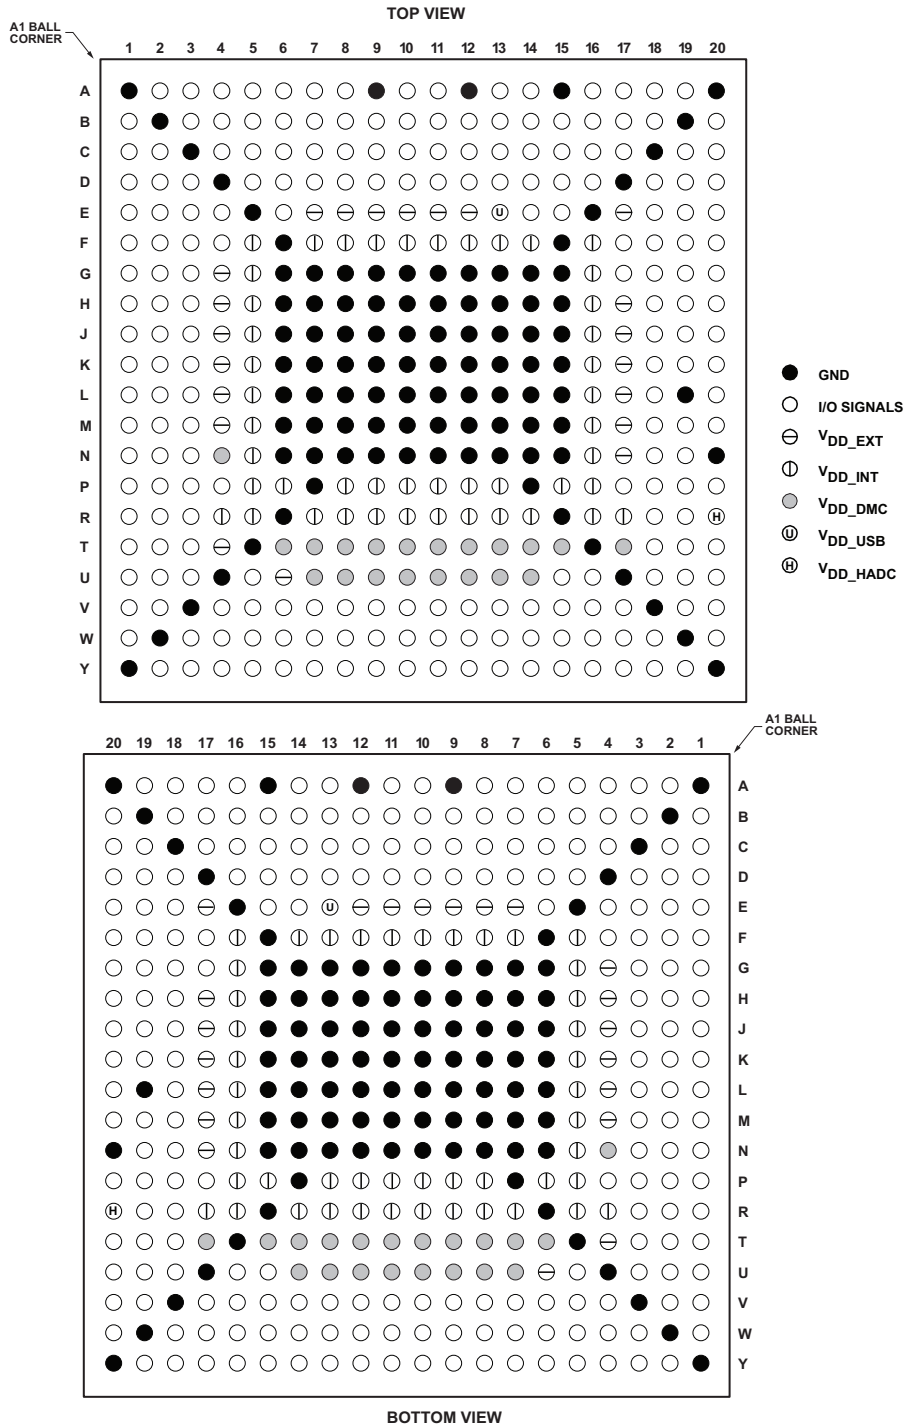 TOP VIEW
A1 BALL
CORNER
1 2 3 4 5 6 7 8 9 10 11 12 13 14 15 16 17 18 19 20
A
B
C
D
E U
F
G
H
J
K
L
M
N
P
R H
T
U
V
W
Y
GND
I/O SIGNALS
VDD_EXT
VDD_INT
VDD_DMC
U VDD_USB
H VDD_HADC
A1 BALL
CORNER
20 19 18 17 16 15 14 13 12 11 10 9 8 7 6 5 4 3 2 1
A
B
C
D
U E
F
G
H
J
K
L
M
N
P
H R
T
U
V
W
Y
BOTTOM VIEW